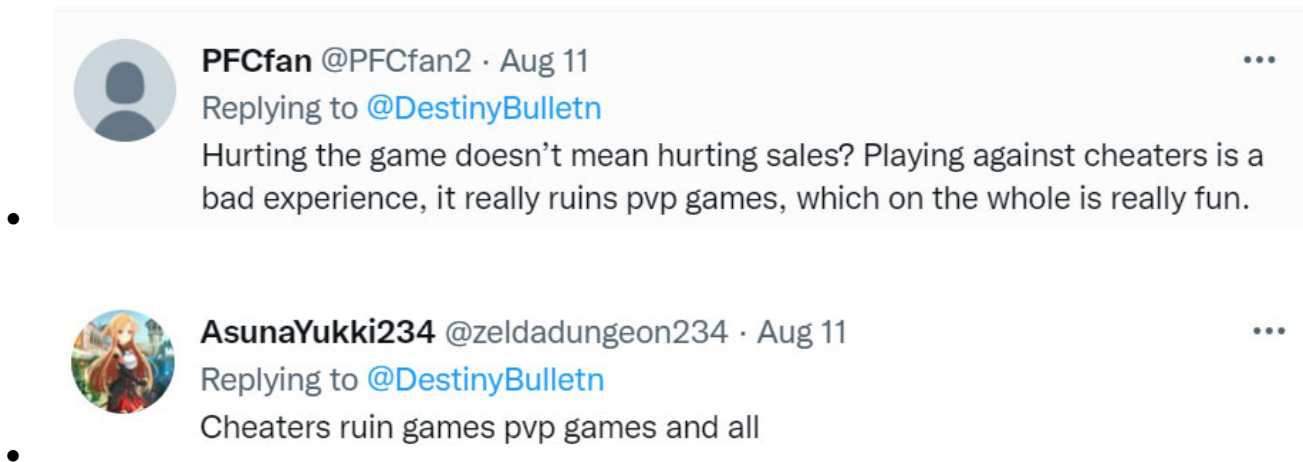 PFCfan @PFCfan2 · Aug 11
Replying to @DestinyBulletn
Hurting the game doesn’t mean hurting sales? Playing against cheaters is a
bad experience, it really ruins pvp games, which on the whole is really fun.
AsunaYukki234 @zeldadungeon234 · Aug 11
Replying to @DestinyBulletn
Cheaters ruin games pvp games and all